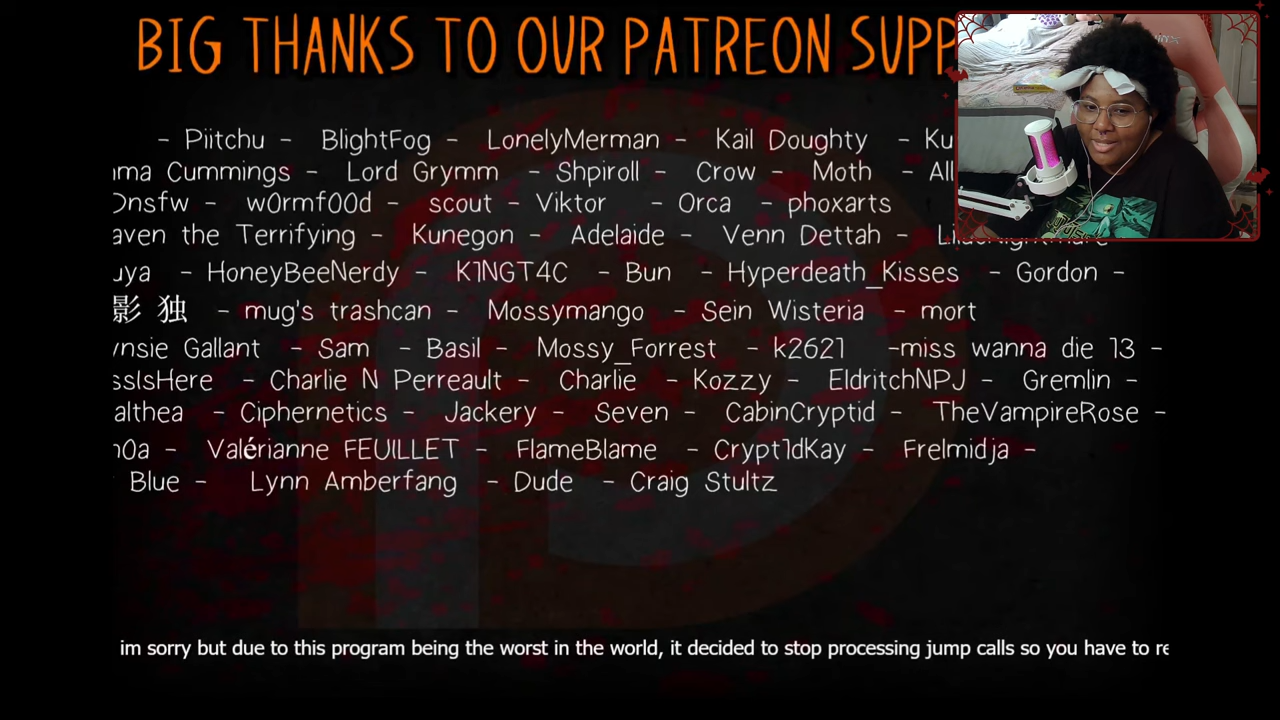 BIG THANKS TO OUR PATREON SUPP
- Piitchu - BlightFog - LonelyMerman - Kail Doughty - Ku
ma Cummings - Lord Grymm - Shpiroll - Crow - Moth - All
Onsfw - w0rmf00d - scout - Viktor - Orca - phoxarts
aven the Terrifying - Kunegon - Adelaide - Venn Dettah -
uya - HoneyBeeNerdy - K1NGT4C - Bun - Hyperdeath_Kisses - Gordon -
影 独 - mug's trashcan - Mossymango - Sein Wisteria - mort
ynsie Gallant - Sam - Basil - Mossy_Forrest - k2621 -miss wanna die 13 -
ssIsHere - Charlie N Perreault - Charlie - Kozzy - EldritchNPJ - Gremlin -
althea - Ciphernetics - Jackery - Seven - CabinCryptid - TheVampireRose -
n0a - Valérianne FEUILLET - FlameBlame - Crypt1dKay - Frelmidja -
Blue - Lynn Amberfang - Dude - Craig Stultz
im sorry but due to this program being the worst in the world, it decided to stop processing jump calls so you have to re